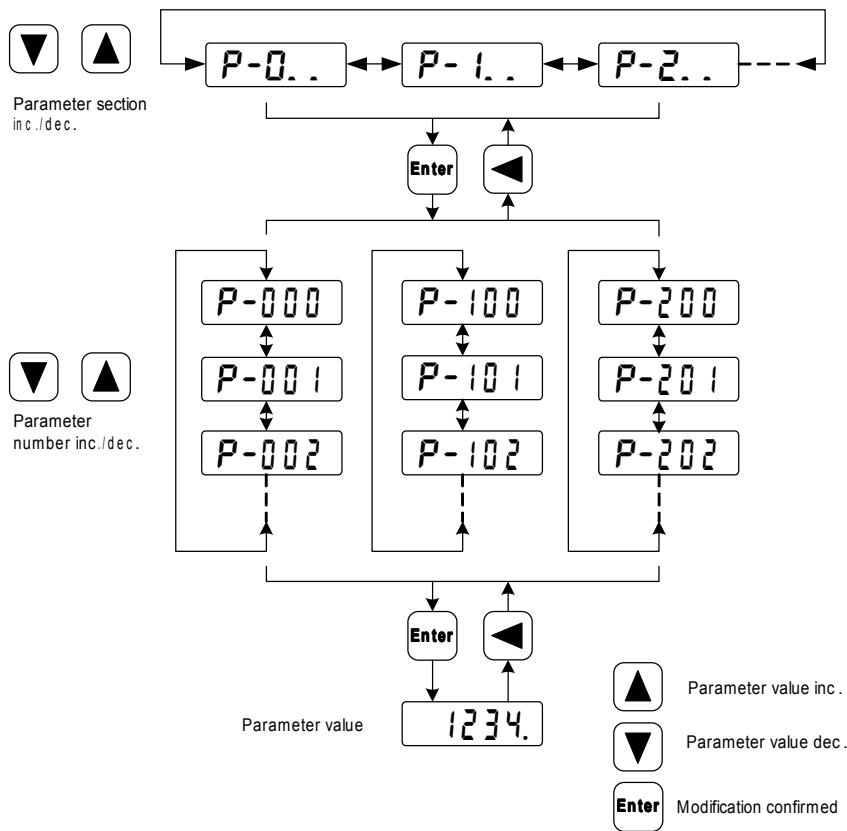 P-0.. P-1.. P-2..
Parameter section
inc./dec.
Enter
P-000 P-100 P-200
P-001 P-101 P-201
Parameter
number inc./dec.
P-002 P-102 P-202
Enter
Parameter value 1234.
Parameter value inc.
Parameter value dec.
Enter Modification confirmed